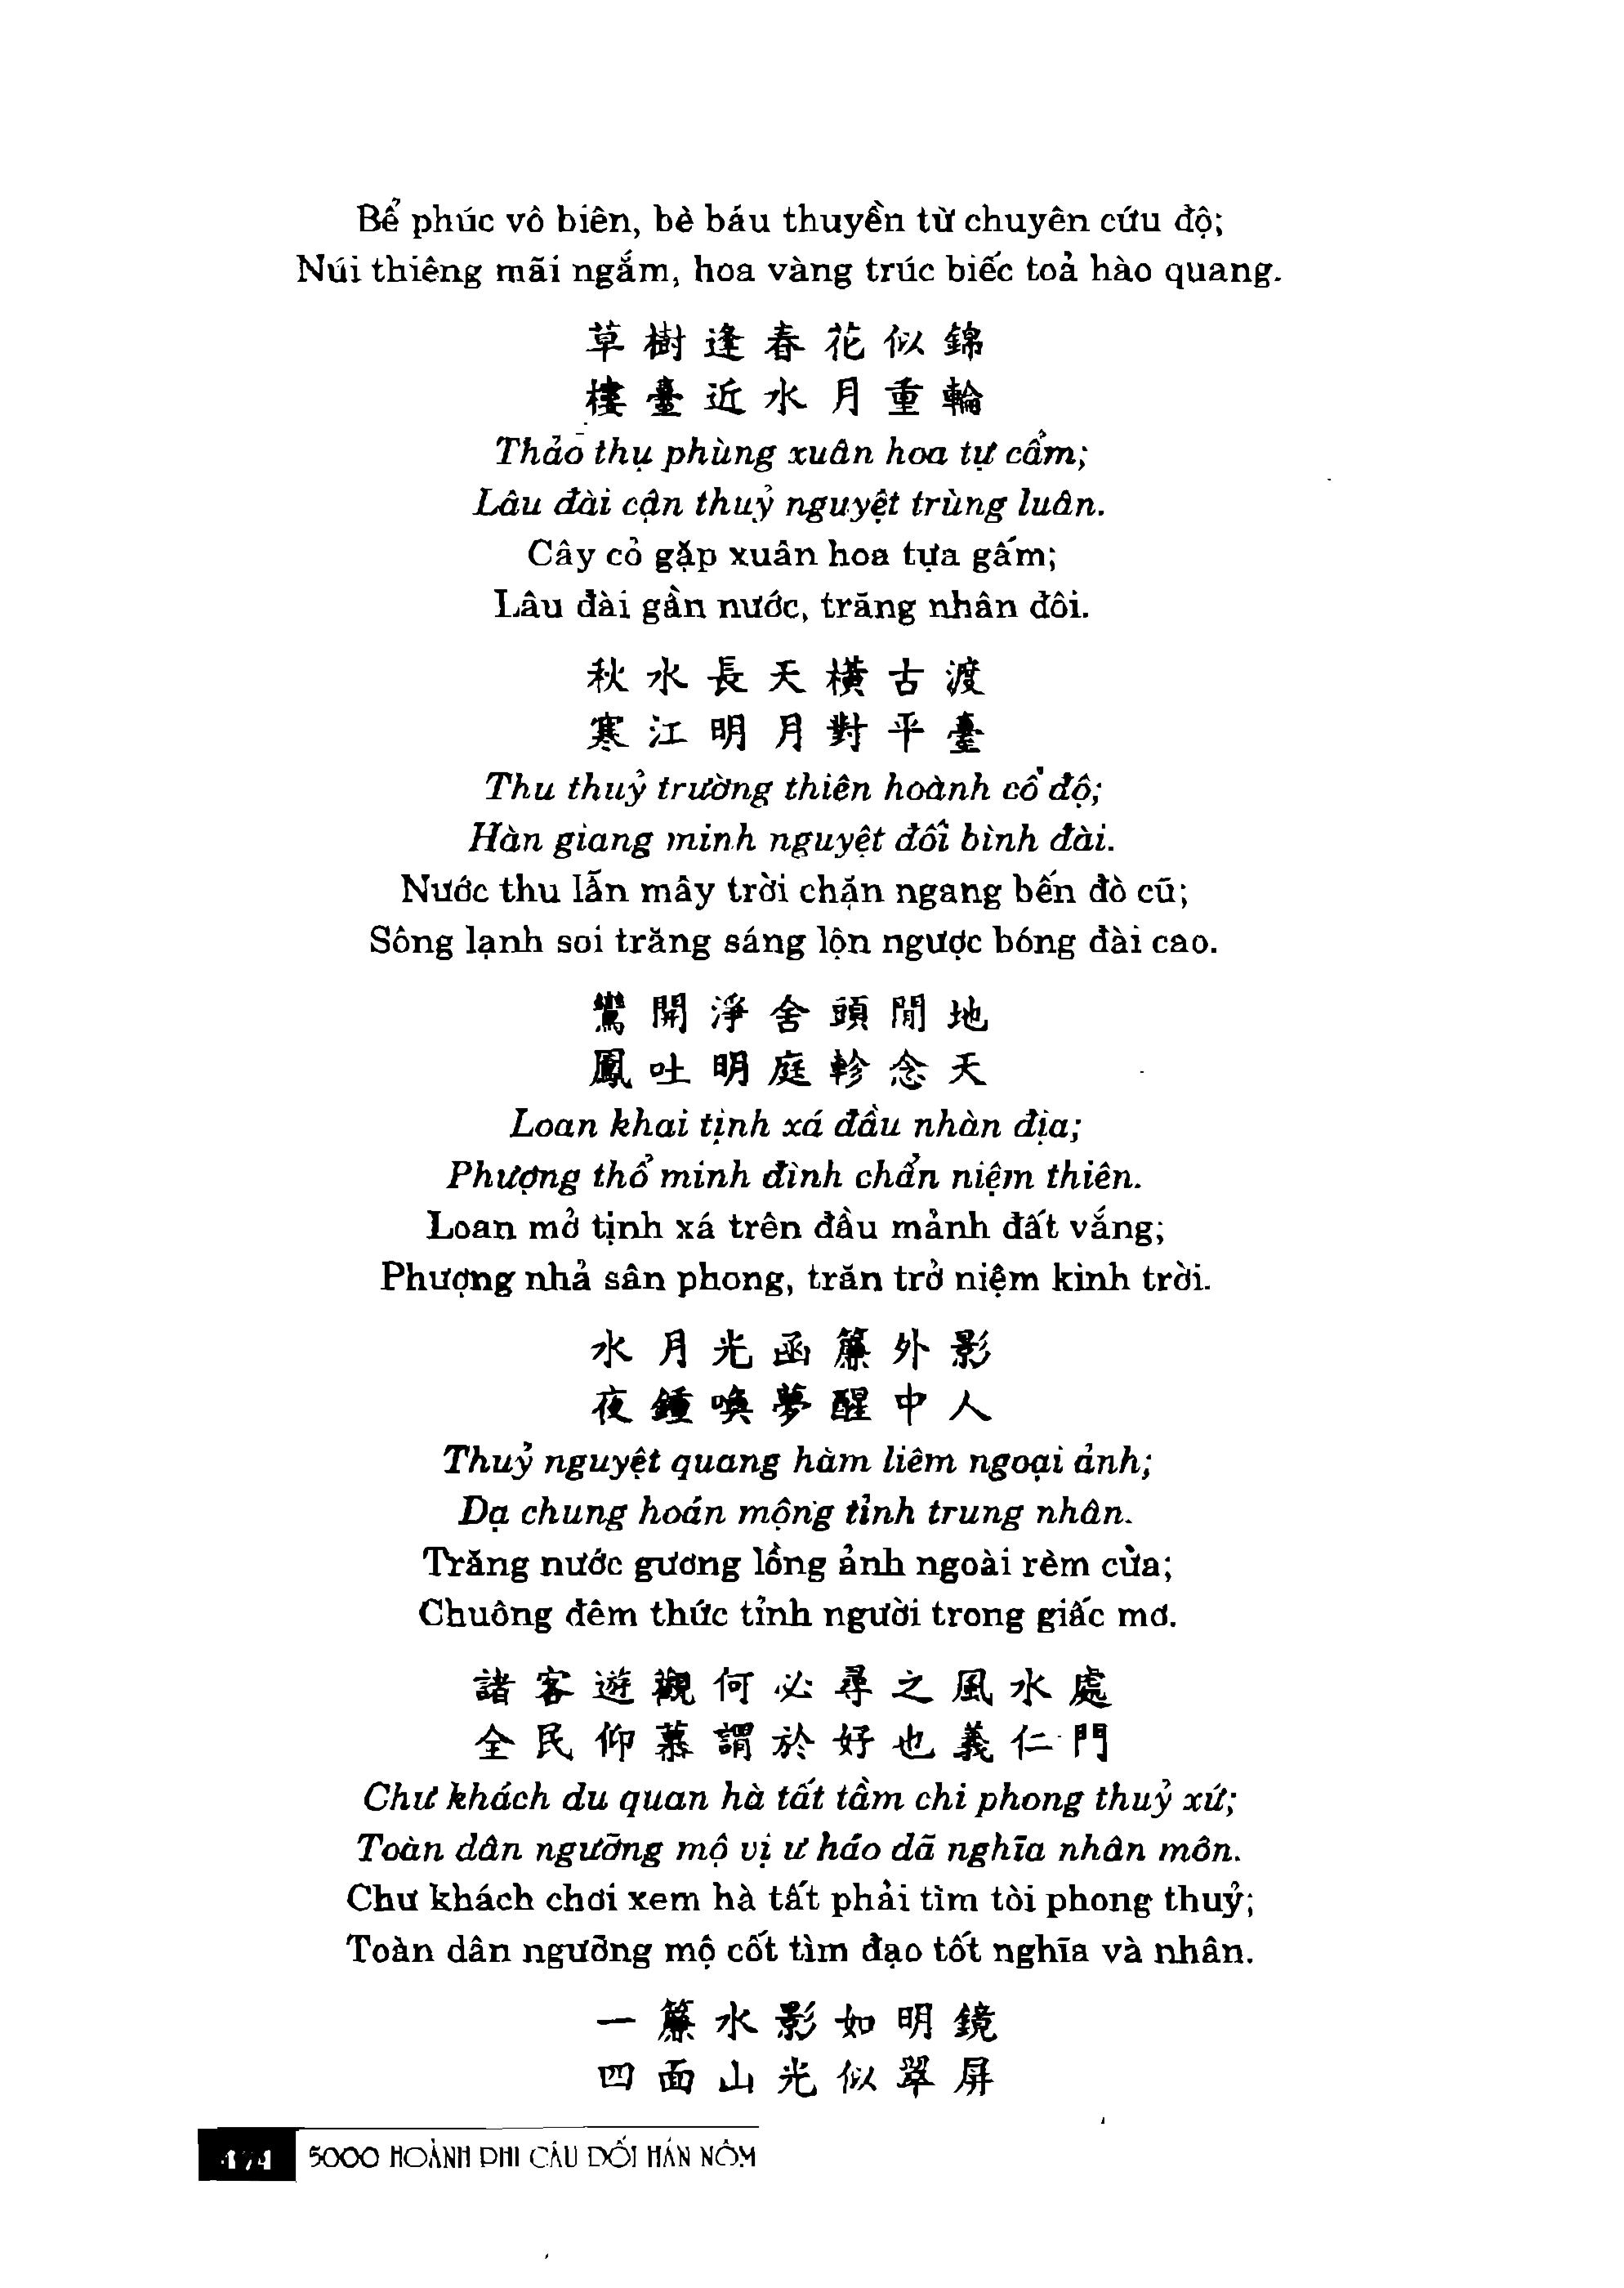 Bể phúc vô biên, bè báu thuyền từ chuyên cứu độ;
Núi thiêng mãi ngắm, hoa vàng trúc biếc toả hào quang.
草樹逢春花似錦
樓臺近水月重輪
Thảo thụ phùng xuân hoa tự cẩm;
Lâu đài cận thuỷ nguyệt trùng luân.
Cây cỏ gặp xuân hoa tựa gấm;
Lâu đài gần nước, trăng nhân đôi.
秋水長天橫古渡
寒江明月對平臺
Thu thuỷ trường thiên hoành cổ độ;
Hàn giang minh nguyệt đối bình đài.
Nước thu lẫn mây trời chặn ngang bến đò cũ;
Sông lạnh soi trăng sáng lộn ngược bóng đài cao.
鸞開淨舍頭閒地
鳳吐明庭軫念天
Loan khai tịnh xá đầu nhàn địa;
Phượng thổ minh đình chẩn niệm thiên.
Loan mở tịnh xá trên đầu mảnh đất vắng;
Phượng nhả sân phong, trăn trở niệm kinh trời.
水月光函簾外影
夜鐘喚夢醒中人
Thuỷ nguyệt quang hàm liêm ngoại ảnh;
Dạ chung hoán mộng tỉnh trung nhân.
Trăng nước gương lồng ảnh ngoài rèm cửa;
Chuông đêm thức tỉnh người trong giấc mơ.
諸客遊觀何必尋之風水處
全民仰慕謂於好也義仁門
Chư khách du quan hà tất tầm chi phong thuỷ xứ;
Toàn dân ngưỡng mộ vị ư háo dã nghĩa nhân môn.
Chư khách chơi xem hà tất phải tìm tòi phong thuỷ;
Toàn dân ngưỡng mộ cốt tìm đạo tốt nghĩa và nhân.
一簾水影如明鏡
四面山光似翠屏
5000 HOÀNH PHI CÂU ĐỐI HÁN NÔM